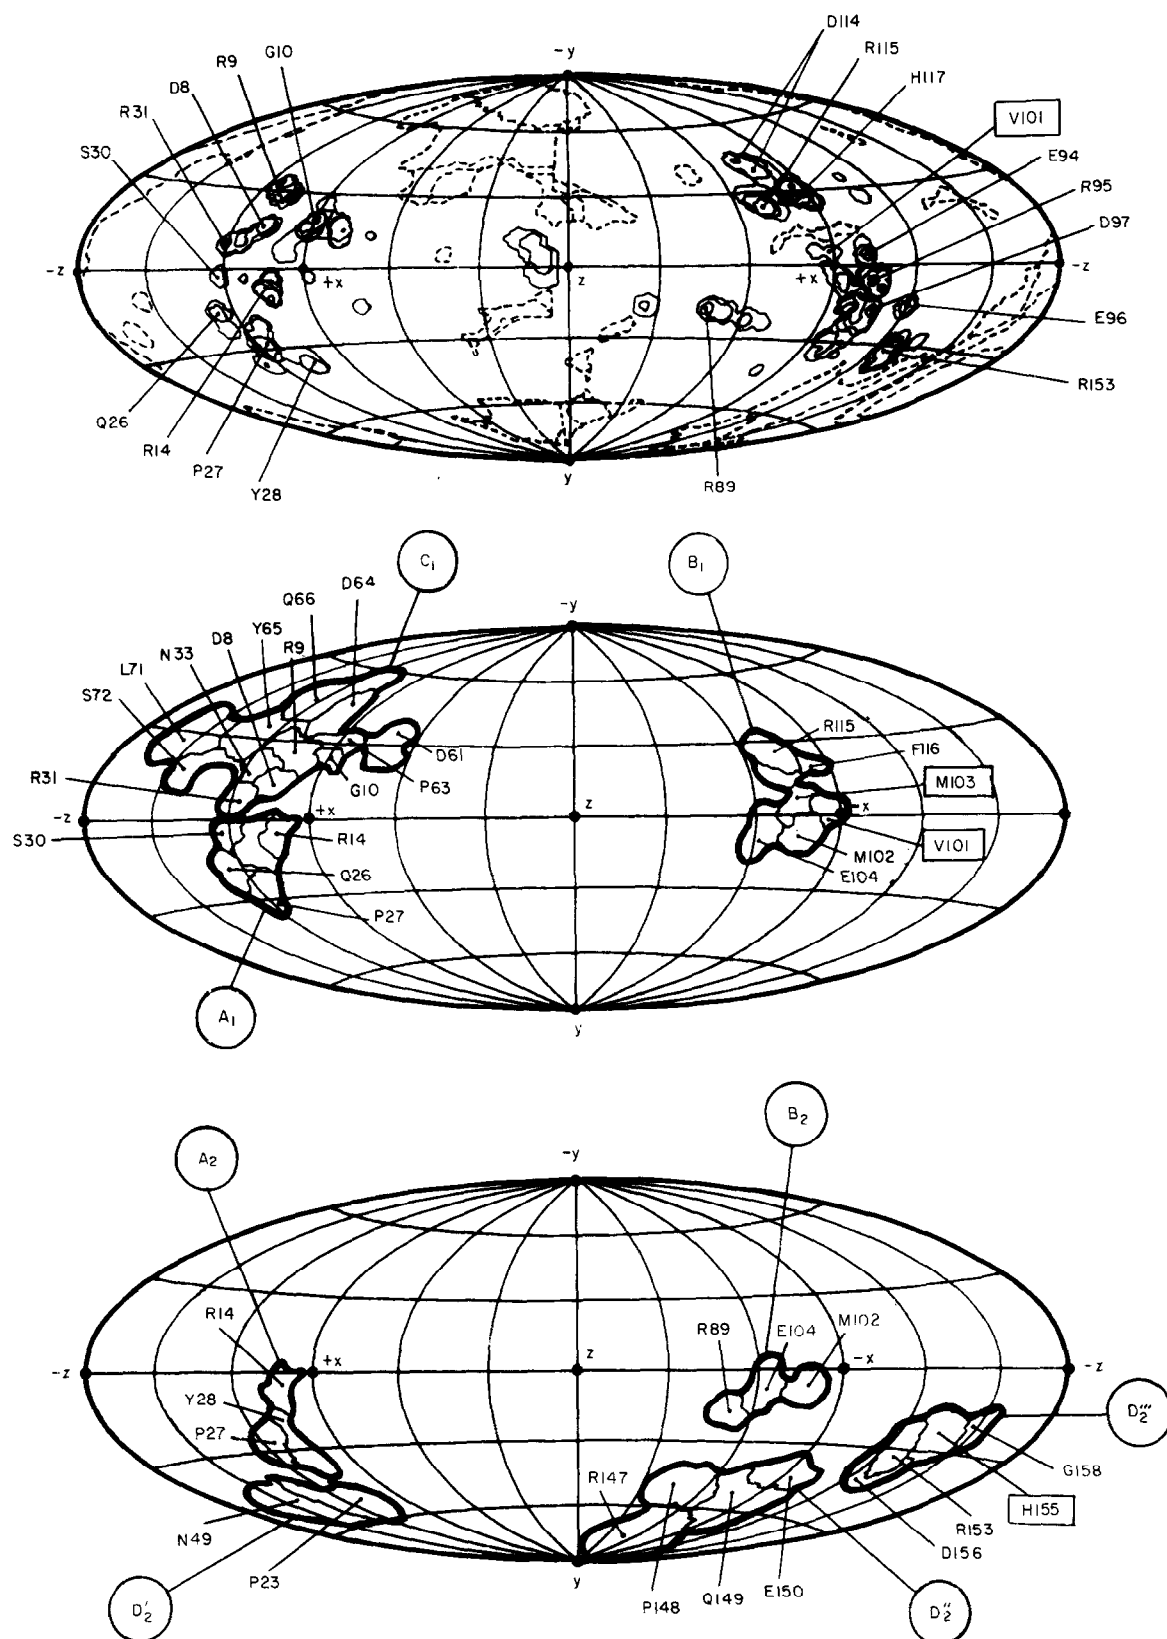 D114
-y
R115
G10
R9
H117
D8
R31
V101
S30
E94
R95
D97
-z
+x
z
+x
-z
E96
R153
Q26
R14
P27
Y28
y
R89
C1
B1
D64
Q66
-y
Y65
D8
R9
N33
L71
S72
R115
F116
D61
R31
M103
G10
P63
-z
+x
z
-x
S30
R14
V101
M102
Q26
E104
P27
A1
y
B2
A2
-y
R14
M102
E104
R89
-z
+x
z
-x
-z
Y28
P27
D2'''
G158
R147
H155
R153
N49
D156
y
P23
E150
Q149
P148
D2'
D2''